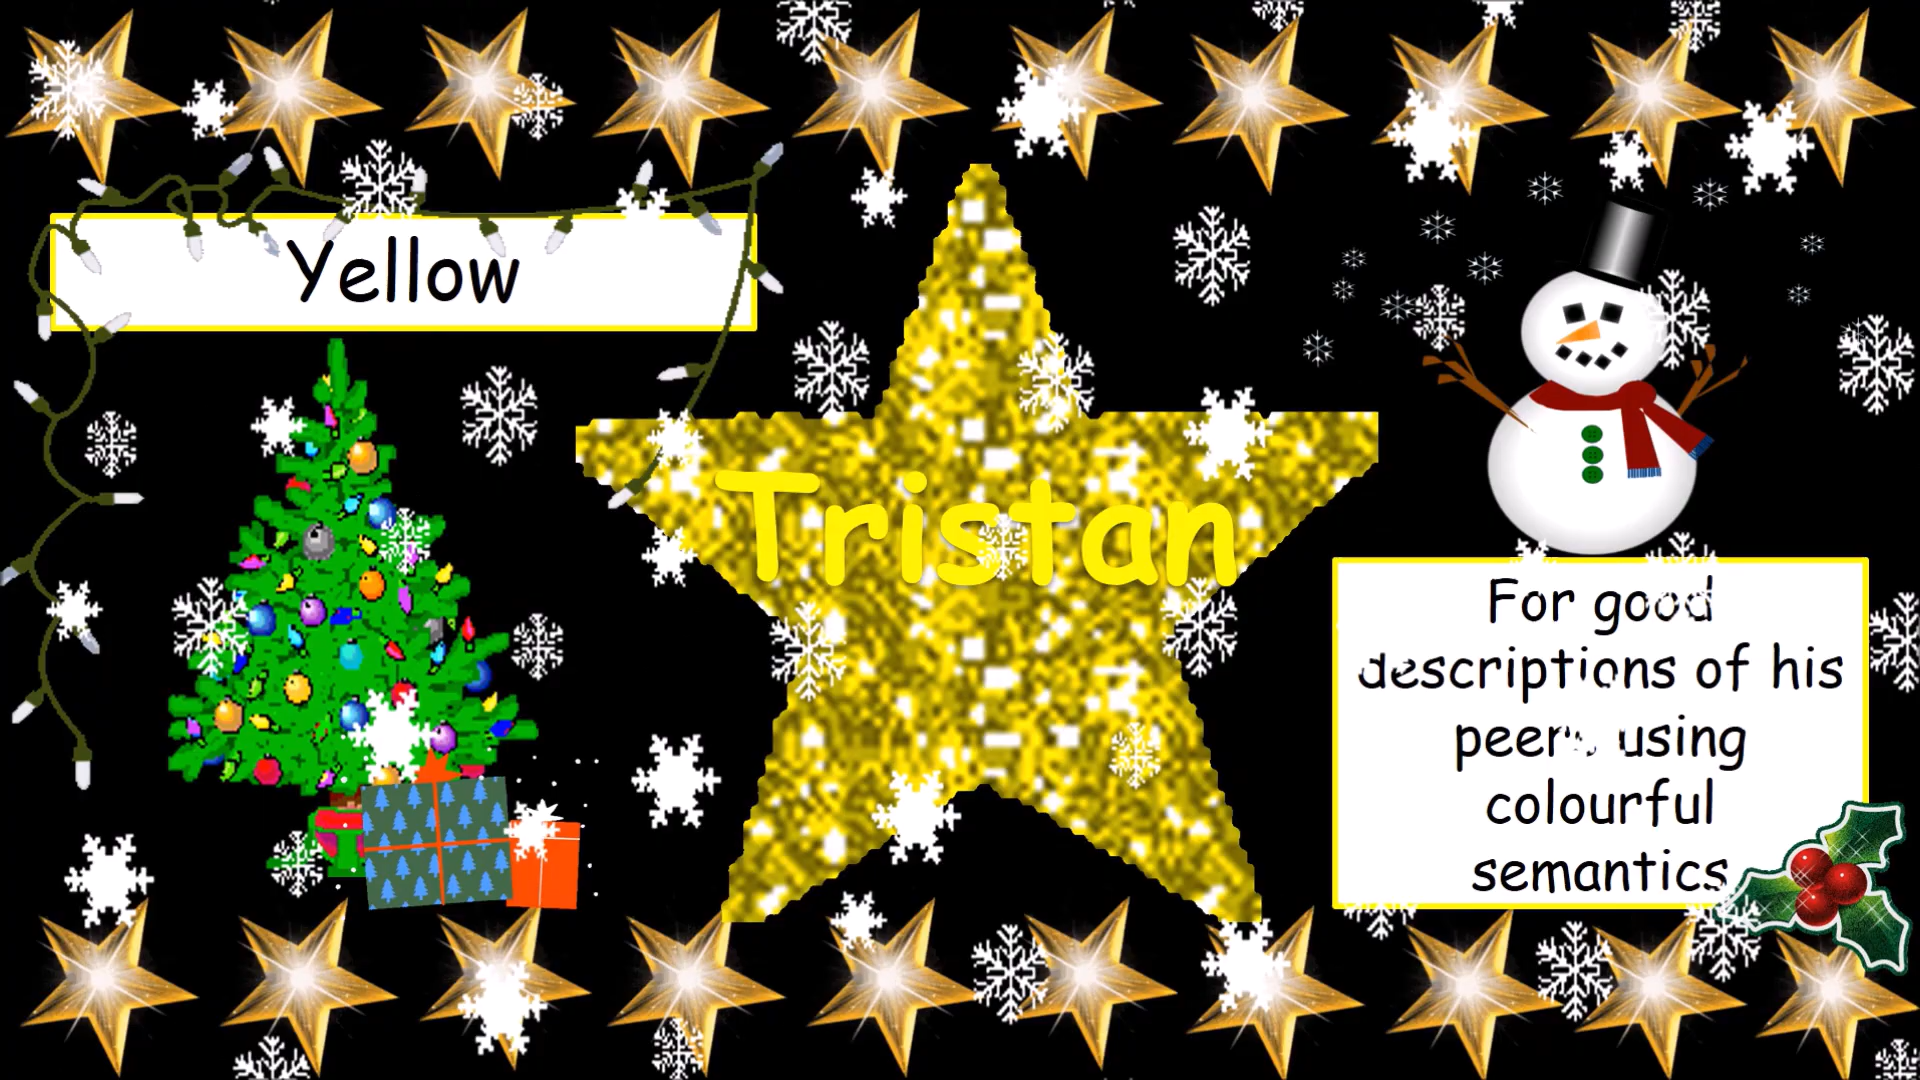 Yellow
Tristan
For good
descriptions of his
peers using
colourful
semantics